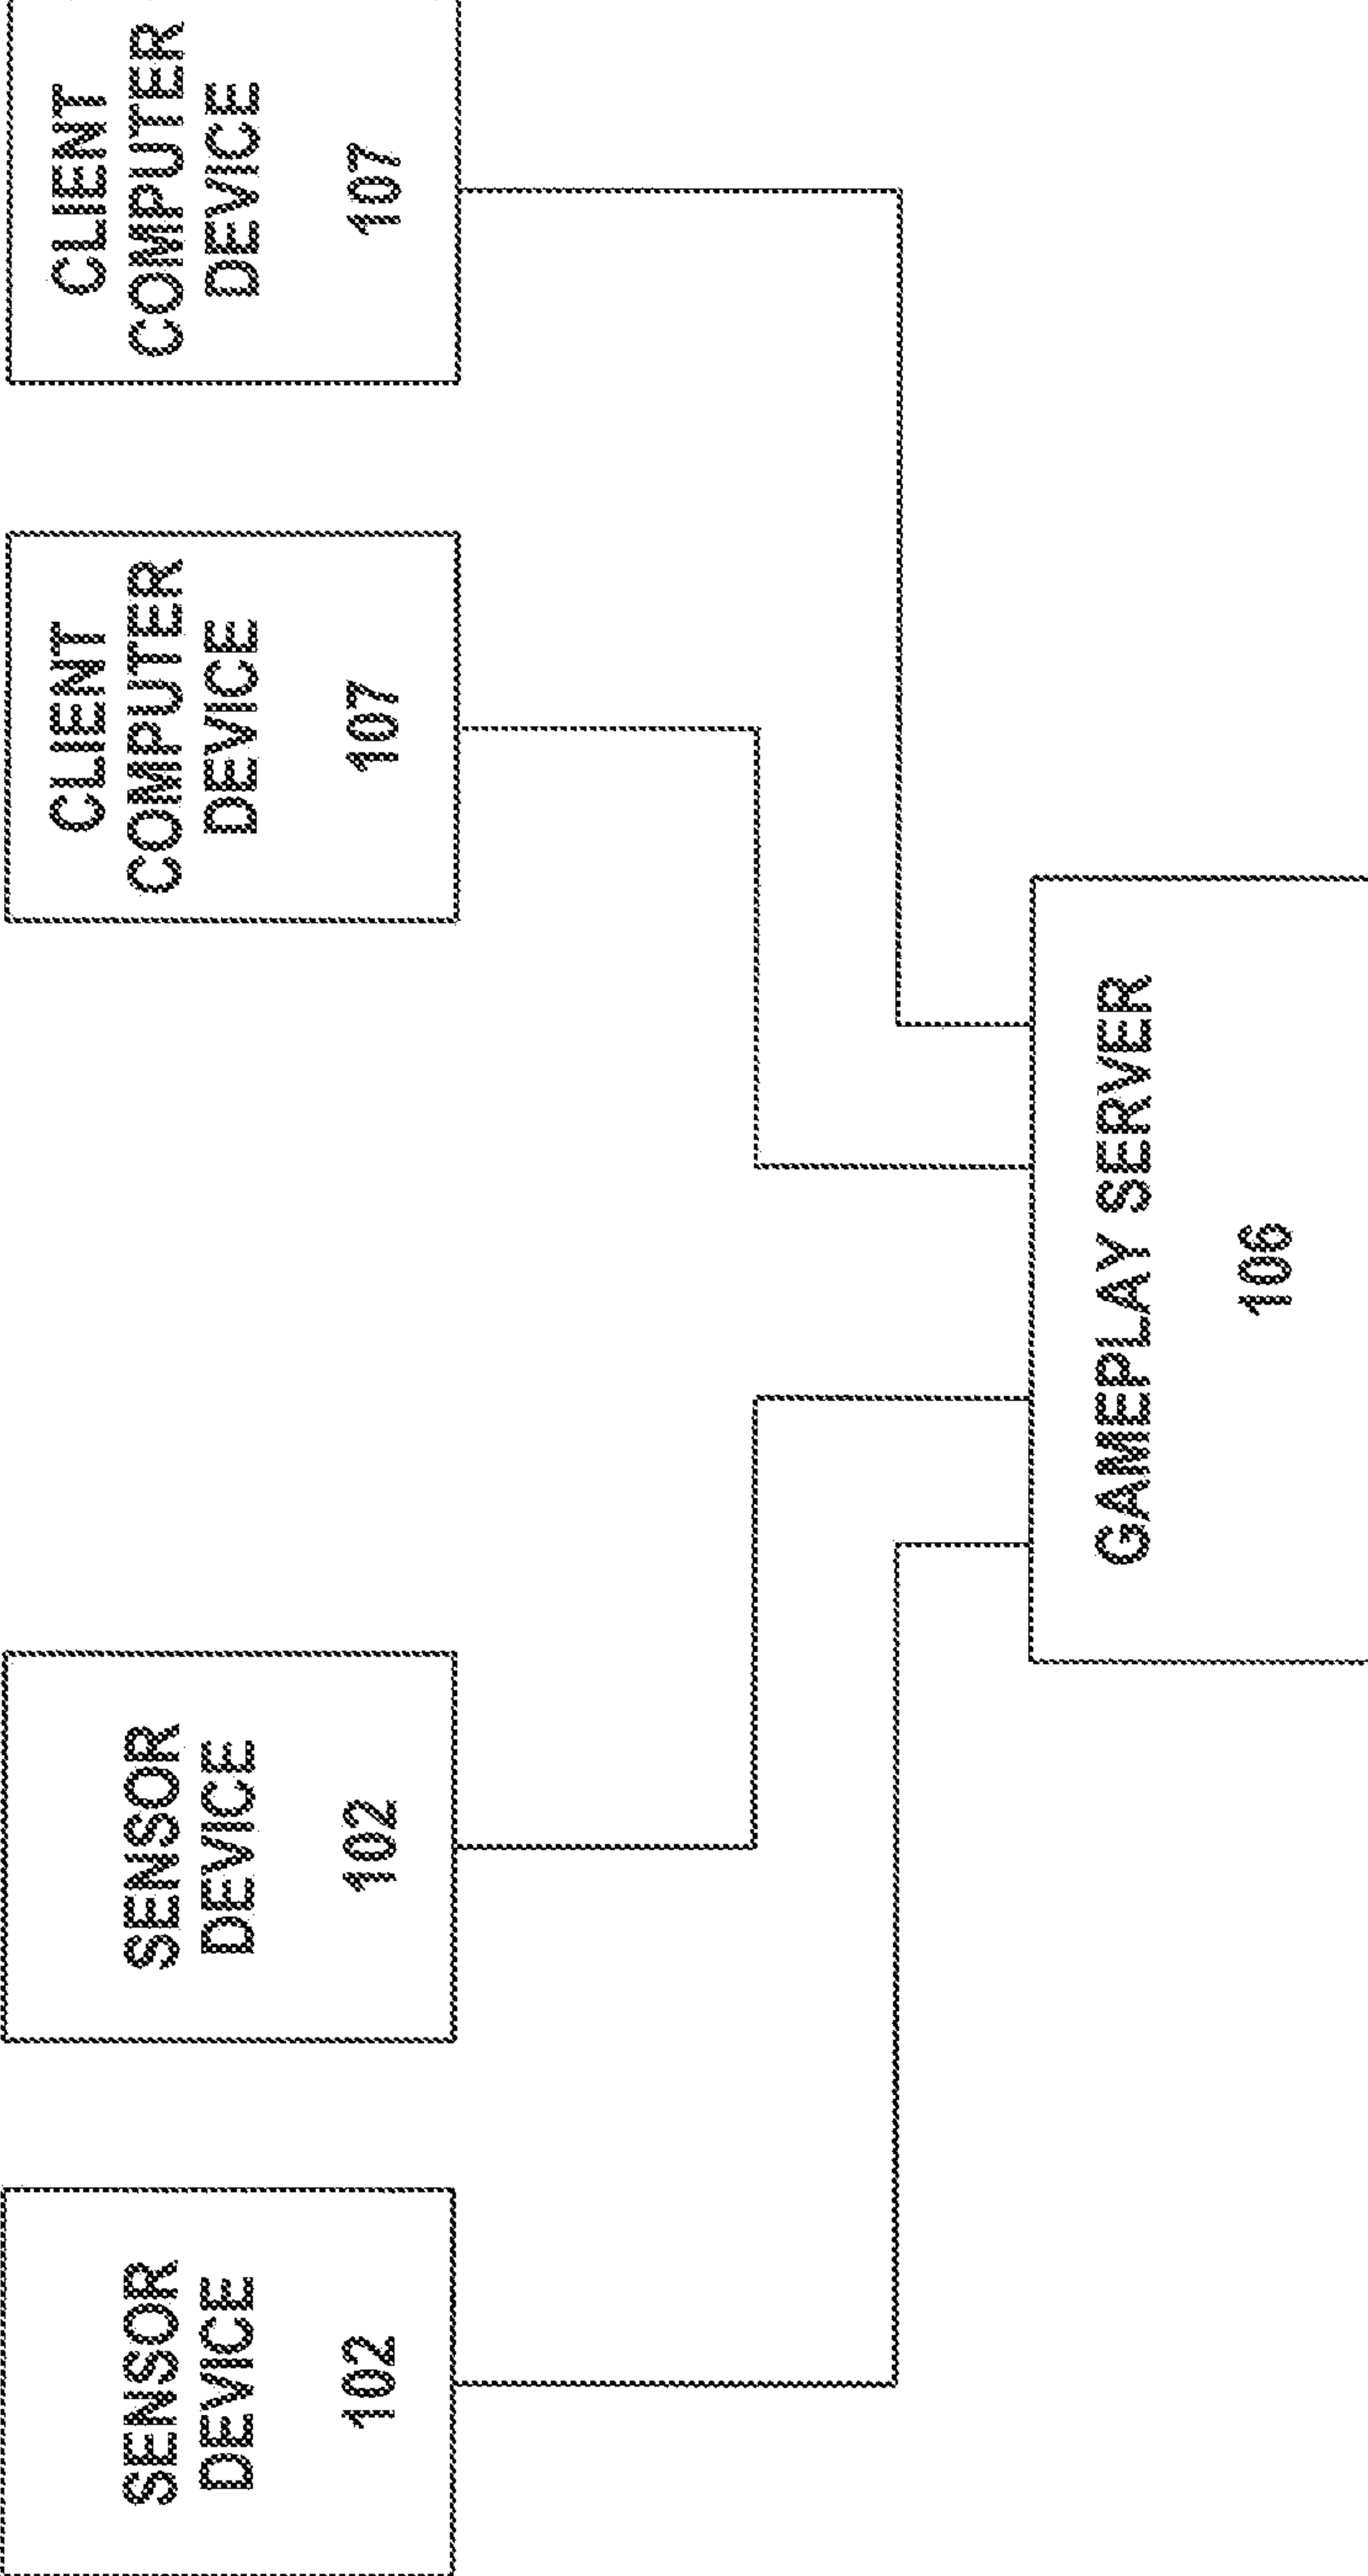 SENSOR
DEVICE
102
SENSOR
DEVICE
102
CLIENT
COMPUTER
DEVICE
107
CLIENT
COMPUTER
DEVICE
107
GAMEPLAY SERVER
106